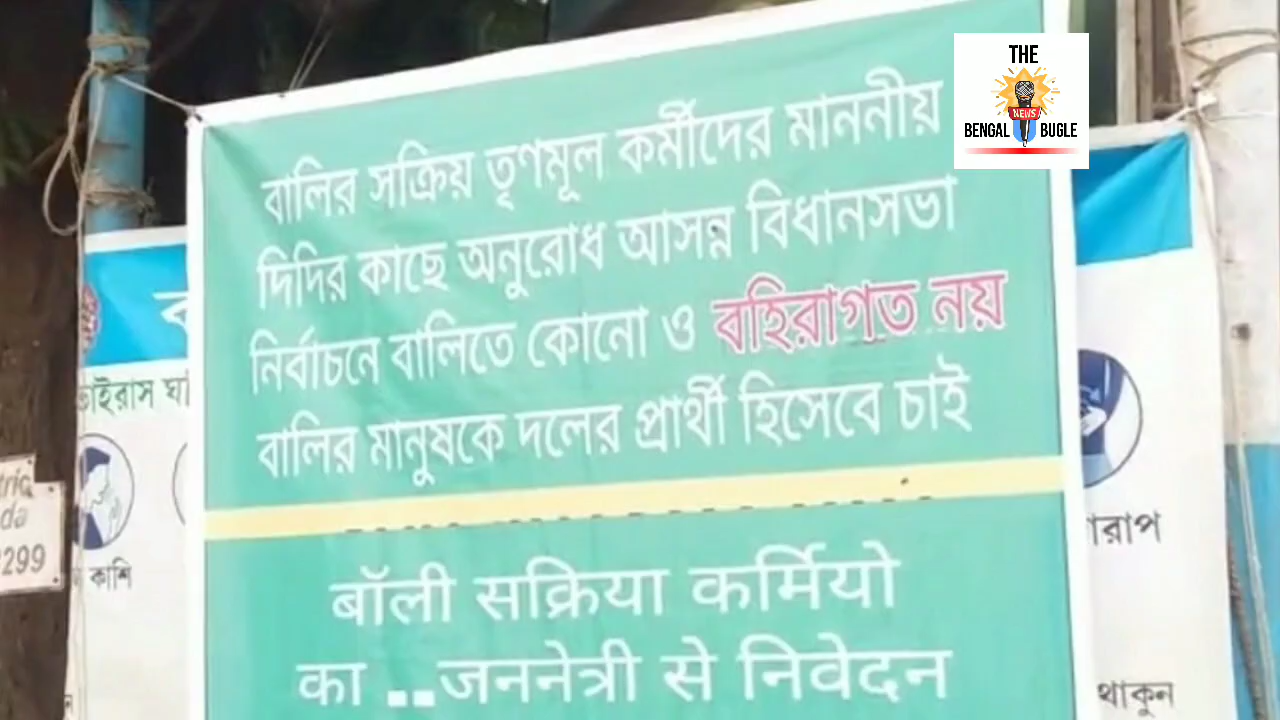 THE
NEWS
BENGAL BUGLE
বালির সক্রিয় তৃণমূল কর্মীদের মাননীয়
দিদির কাছে অনুরোধ আসন্ন বিধানসভা
নির্বাচনে বালিতে কোনো ও বহিরাগত নয়
বালির মানুষকে দলের প্রার্থী হিসেবে চাই
बॉली सक्रिया कर्मियो
का ..जननेत्री से निवेदन
299
কাশি
থাকুন